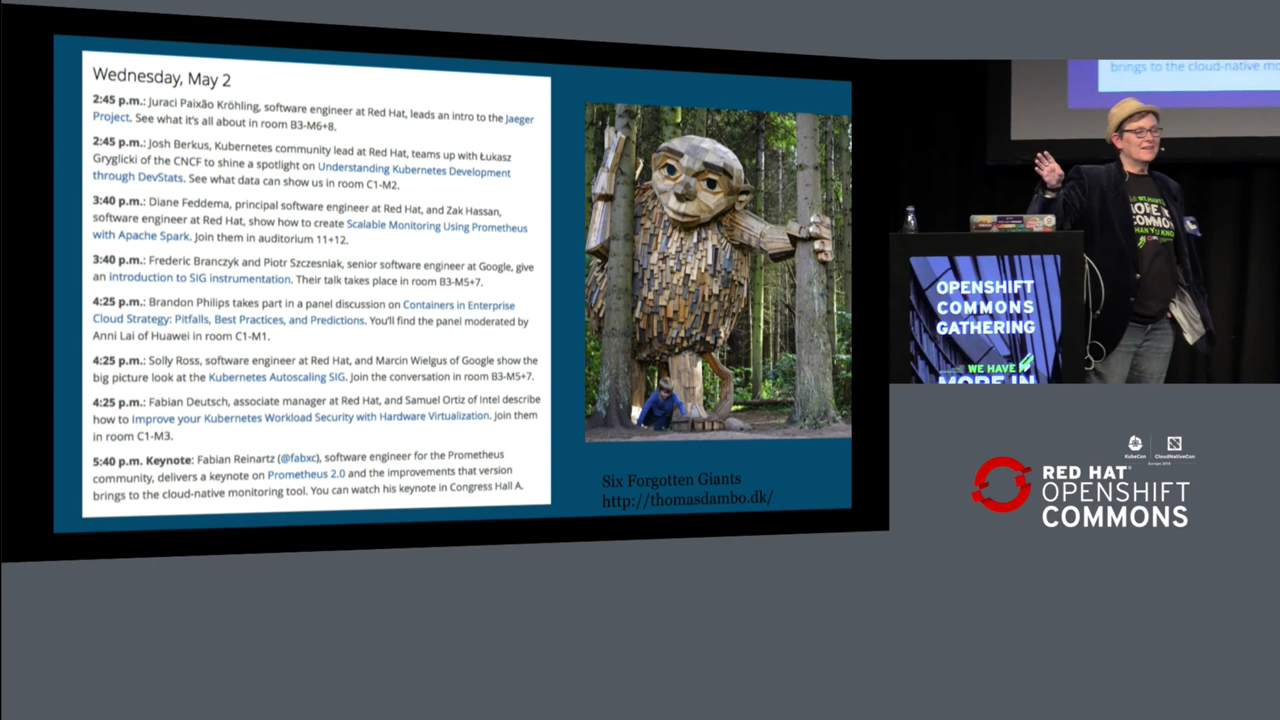 Wednesday, May 2
2:45 p.m.: Juraci Paixão Kröhling, software engineer at Red Hat, leads an intro to the Jaeger
Project. See what it's all about in room B3-M6+8.
2:45 p.m.: Josh Berkus, Kubernetes community lead at Red Hat, teams up with Łukasz
Gryglicki of the CNCF to shine a spotlight on Understanding Kubernetes Development
through DevStats. See what data can show us in room C1-M2.
3:40 p.m.: Diane Feddema, principal software engineer at Red Hat, and Zak Hassan,
software engineer at Red Hat, show how to create Scalable Monitoring Using Prometheus
with Apache Spark. Join them in auditorium 11+12.
3:40 p.m.: Frederic Branczyk and Piotr Szczesniak, senior software engineer at Google, give
an introduction to SIG instrumentation. Their talk takes place in room B3-M5+7.
4:25 p.m.: Brandon Philips takes part in a panel discussion on Containers in Enterprise
Cloud Strategy: Pitfalls, Best Practices, and Predictions. You'll find the panel moderated by
Anni Lai of Huawei in room C1-M1.
4:25 p.m.: Solly Ross, software engineer at Red Hat, and Marcin Wielgus of Google show the
big picture look at the Kubernetes Autoscaling SIG. Join the conversation in room B3-M5+7.
4:25 p.m.: Fabian Deutsch, associate manager at Red Hat, and Samuel Ortiz of Intel describe
how to Improve your Kubernetes Workload Security with Hardware Virtualization. Join them
in room C1-M3.
5:40 p.m. Keynote: Fabian Reinartz (@fabxc), software engineer for the Prometheus
community, delivers a keynote on Prometheus 2.0 and the improvements that version
brings to the cloud-native monitoring tool. You can watch his keynote in Congress Hall A.
Six Forgotten Giants
http://thomasdambo.dk/
brings to the cloud-native mo
WE HAVE
MORE IN
COMMON
THAN YOU KNOW
OPENSHIFT
COMMONS
GATHERING
WE HAVE
MORE IN
KubeCon
CloudNativeCon
Europe 2018
RED HAT®
OPENSHIFT
COMMONS